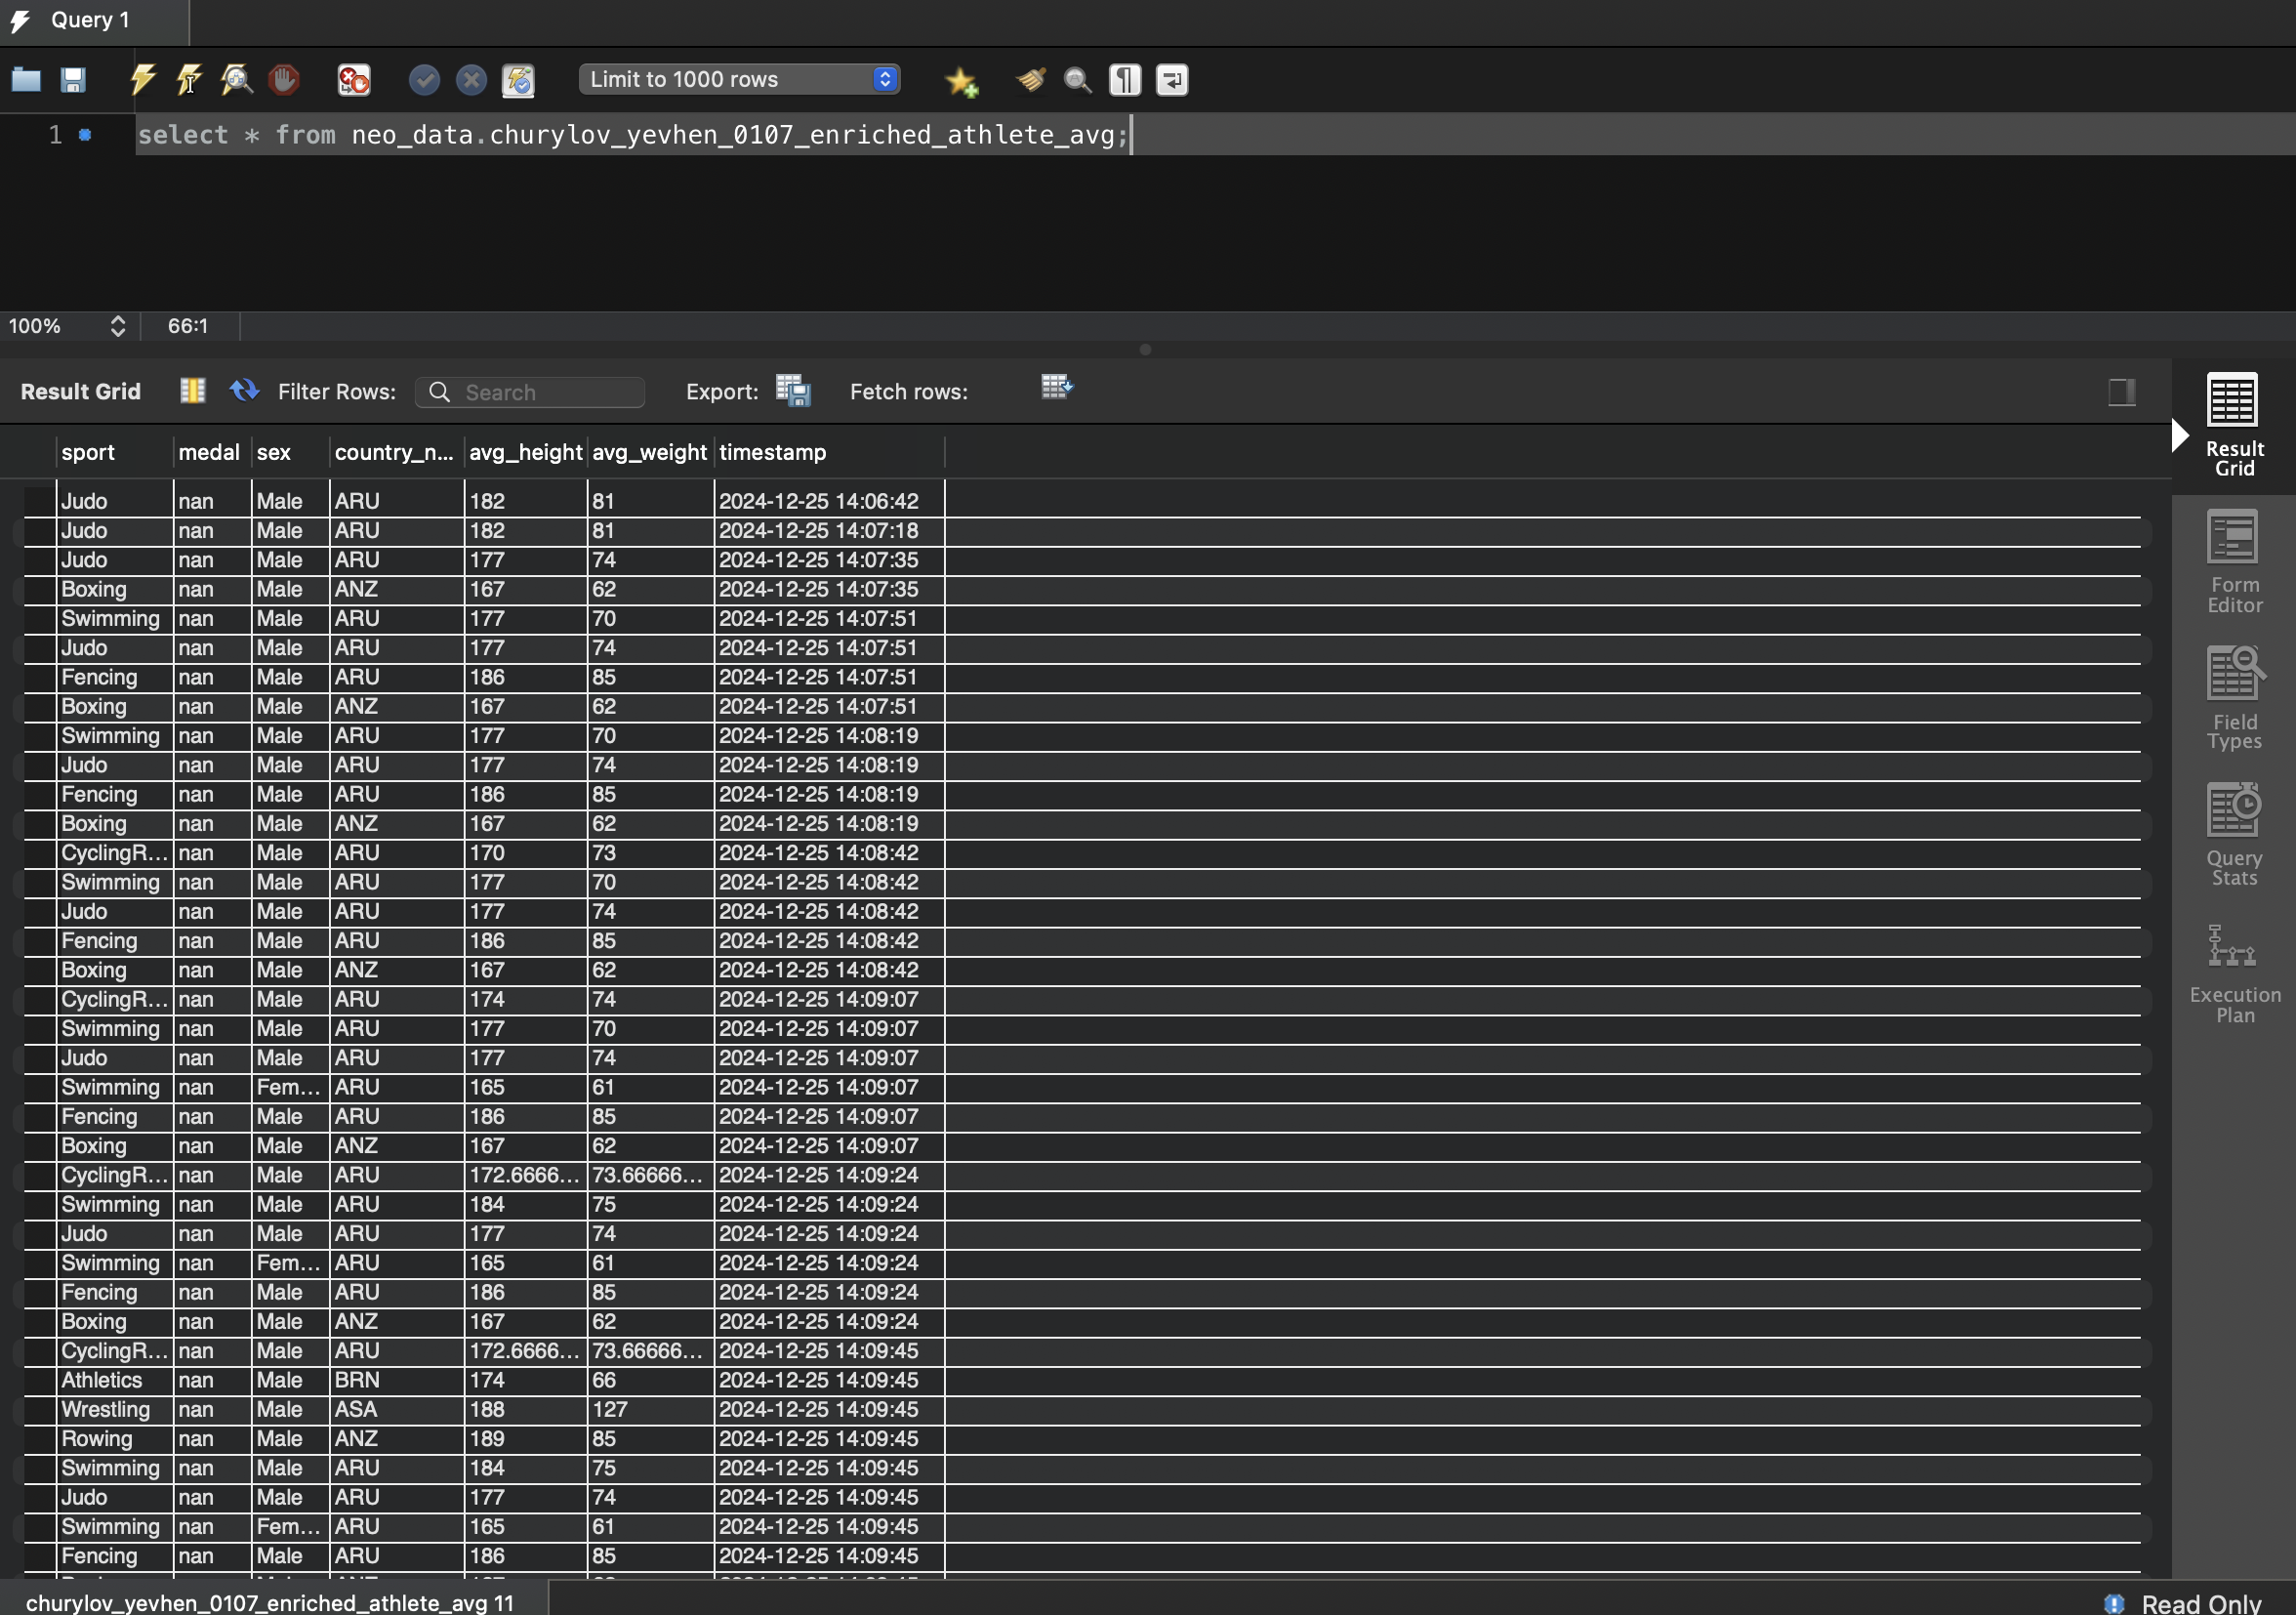 Query 1
Limit to 1000 rows
1 select * from neo_data.churylov_yevhen_0107_enriched_athlete_avg;
100% 66:1
Result Grid Filter Rows: Search Export: Fetch rows:
sport medal sex country_n... avg_height avg_weight timestamp
Judo nan Male ARU 182 81 2024-12-25 14:06:42
Judo nan Male ARU 182 81 2024-12-25 14:07:18
Judo nan Male ARU 177 74 2024-12-25 14:07:35
Boxing nan Male ANZ 167 62 2024-12-25 14:07:35
Swimming nan Male ARU 177 70 2024-12-25 14:07:51
Judo nan Male ARU 177 74 2024-12-25 14:07:51
Fencing nan Male ARU 186 85 2024-12-25 14:07:51
Boxing nan Male ANZ 167 62 2024-12-25 14:07:51
Swimming nan Male ARU 177 70 2024-12-25 14:08:19
Judo nan Male ARU 177 74 2024-12-25 14:08:19
Fencing nan Male ARU 186 85 2024-12-25 14:08:19
Boxing nan Male ANZ 167 62 2024-12-25 14:08:19
CyclingR... nan Male ARU 170 73 2024-12-25 14:08:42
Swimming nan Male ARU 177 70 2024-12-25 14:08:42
Judo nan Male ARU 177 74 2024-12-25 14:08:42
Fencing nan Male ARU 186 85 2024-12-25 14:08:42
Boxing nan Male ANZ 167 62 2024-12-25 14:08:42
CyclingR... nan Male ARU 174 74 2024-12-25 14:09:07
Swimming nan Male ARU 177 70 2024-12-25 14:09:07
Judo nan Male ARU 177 74 2024-12-25 14:09:07
Swimming nan Fem... ARU 165 61 2024-12-25 14:09:07
Fencing nan Male ARU 186 85 2024-12-25 14:09:07
Boxing nan Male ANZ 167 62 2024-12-25 14:09:07
CyclingR... nan Male ARU 172.6666... 73.66666... 2024-12-25 14:09:24
Swimming nan Male ARU 184 75 2024-12-25 14:09:24
Judo nan Male ARU 177 74 2024-12-25 14:09:24
Swimming nan Fem... ARU 165 61 2024-12-25 14:09:24
Fencing nan Male ARU 186 85 2024-12-25 14:09:24
Boxing nan Male ANZ 167 62 2024-12-25 14:09:24
CyclingR... nan Male ARU 172.6666... 73.66666... 2024-12-25 14:09:45
Athletics nan Male BRN 174 66 2024-12-25 14:09:45
Wrestling nan Male ASA 188 127 2024-12-25 14:09:45
Rowing nan Male ANZ 189 85 2024-12-25 14:09:45
Swimming nan Male ARU 184 75 2024-12-25 14:09:45
Judo nan Male ARU 177 74 2024-12-25 14:09:45
Swimming nan Fem... ARU 165 61 2024-12-25 14:09:45
Fencing nan Male ARU 186 85 2024-12-25 14:09:45
Result
Grid
Form
Editor
Field
Types
Query
Stats
Execution
Plan
churylov_yevhen_0107_enriched_athlete_avg 11
Read Only